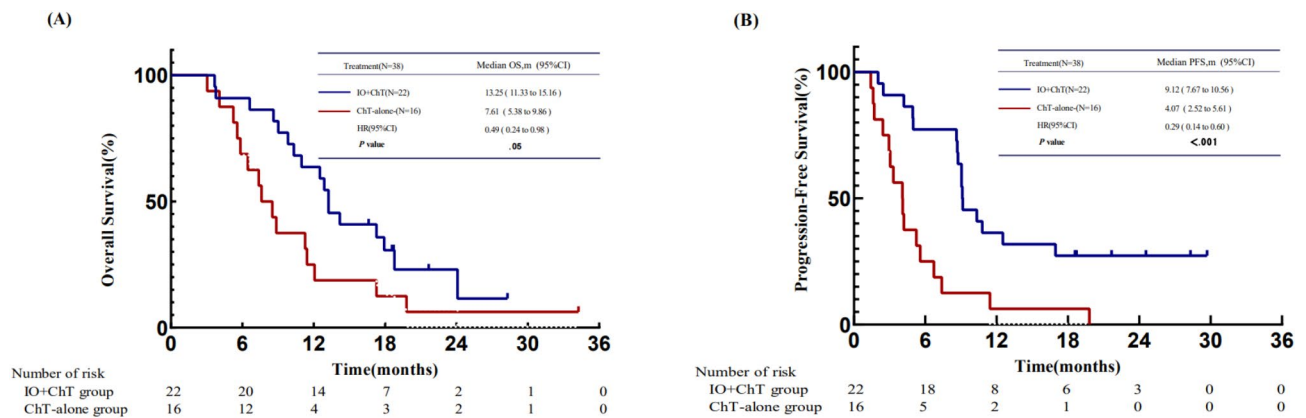 (A)
Treatment(N=38) Median OS,m (95%CI)
IO+ChT(N=22) 13.25 ( 11.33 to 15.16 )
ChT-alone-(N=16) 7.61 ( 5.38 to 9.86 )
HR(95%CI) 0.49 ( 0.24 to 0.98 )
P value .05
Overall Survival(%)
100
50
0
0 6 12 18 24 30 36
Time(months)
Number of risk
IO+ChT group 22 20 14 7 2 1 0
ChT-alone group 16 12 4 3 2 1 0
(B)
Treatment(N=38) Median PFS,m (95%CI)
IO+ChT(N=22) 9.12 ( 7.67 to 10.56 )
ChT-alone-(N=16) 4.07 ( 2.52 to 5.61 )
HR(95%CI) 0.29 ( 0.14 to 0.60 )
P value <.001
Progression-Free Survival(%)
100
50
0
0 6 12 18 24 30 36
Time(months)
Number of risk
IO+ChT group 22 18 8 6 3 0 0
ChT-alone group 16 5 2 1 0 0 0